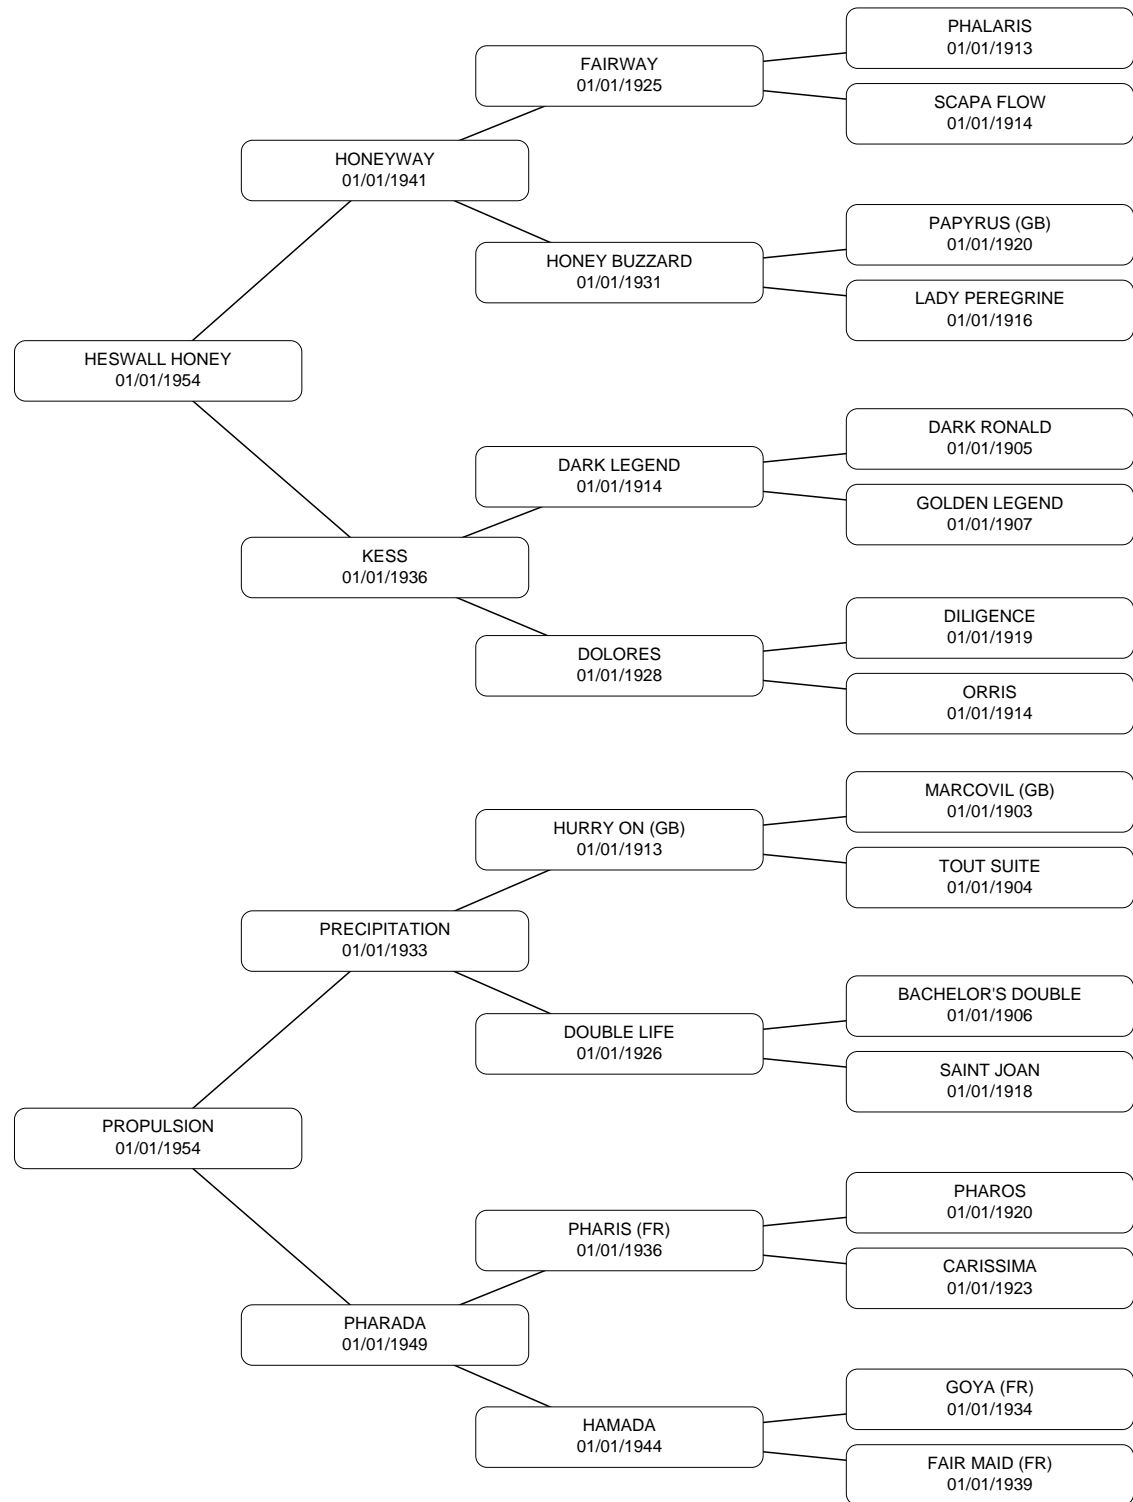 PHALARIS
01/01/1913
FAIRWAY
01/01/1925
SCAPA FLOW
01/01/1914
HONEYWAY
01/01/1941
PAPYRUS (GB)
01/01/1920
HONEY BUZZARD
01/01/1931
LADY PEREGRINE
01/01/1916
HESWALL HONEY
01/01/1954
DARK RONALD
01/01/1905
DARK LEGEND
01/01/1914
GOLDEN LEGEND
01/01/1907
KESS
01/01/1936
DILIGENCE
01/01/1919
DOLORES
01/01/1928
ORRIS
01/01/1914
MARCOVIL (GB)
01/01/1903
HURRY ON (GB)
01/01/1913
TOUT SUITE
01/01/1904
PRECIPITATION
01/01/1933
BACHELOR'S DOUBLE
01/01/1906
DOUBLE LIFE
01/01/1926
SAINT JOAN
01/01/1918
PROPULSION
01/01/1954
PHAROS
01/01/1920
PHARIS (FR)
01/01/1936
CARISSIMA
01/01/1923
PHARADA
01/01/1949
GOYA (FR)
01/01/1934
HAMADA
01/01/1944
FAIR MAID (FR)
01/01/1939